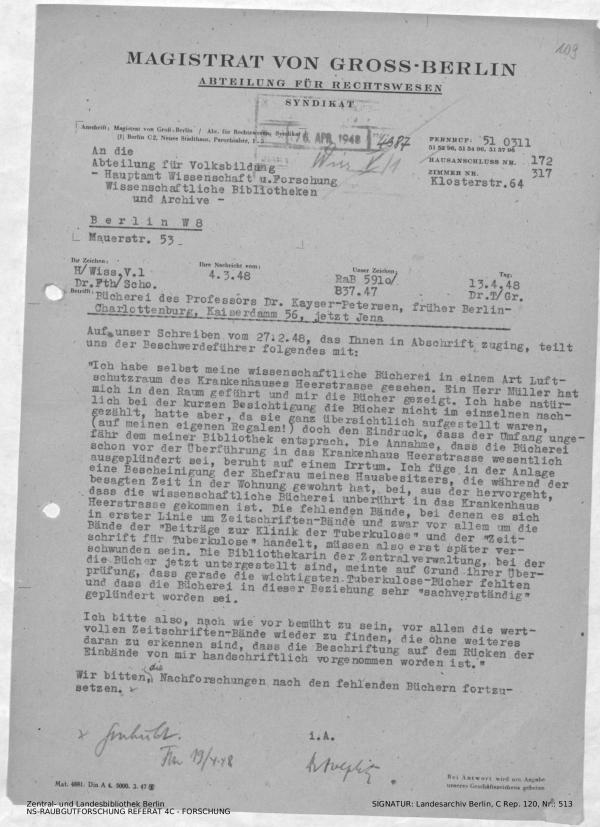 109
MAGISTRAT VON GROSS-BERLIN
ABTEILUNG FÜR RECHTSWESEN
SYNDIKAT
Anschrift: Magistrat von Groß-Berlin / Abt. für Rechtswesen, Syndikat
(1) Berlin C2, Neues Stadthaus, Parochialstr. 1-3
16. APR. 1948
4387
FERNRUF: 51 0311
51 52 96, 51 54 96, 51 37 96
HAUSANSCHLUSS NR. 172
ZIMMER NR. 317
Klosterstr. 64
An die
Abteilung für Volksbildung
- Hauptamt Wissenschaft u. Forschung
Wissenschaftliche Bibliotheken
und Archive -
Wiss V/1
Berlin W8
Mauerstr. 53
Ihr Zeichen: Ihre Nachricht vom: Unser Zeichen: Tag:
H/Wiss,V.1 4.3.48 RaB 5910/ 13.4.48
Dr.Fth/Scho. B37.47 Dr.T/Gr.
Betrifft: Bücherei des Professors Dr. Kayser-Petersen, früher Berlin-
Charlottenburg, Kaiserdamm 56, jetzt Jena
Auf unser Schreiben vom 27.2.48, das Ihnen in Abschrift zuging, teilt
uns der Beschwerdeführer folgendes mit:
"Ich habe selbst meine wissenschaftliche Bücherei in einem Art Luft-
schutzraum des Krankenhauses Heerstrasse gesehen. Ein Herr Müller hat
mich in den Raum geführt und mir die Bücher gezeigt. Ich habe natür-
lich bei der kurzen Besichtigung die Bücher nicht im einzelnen nach-
gezählt, hatte aber, da sie ganz übersichtlich aufgestellt waren,
(auf meinen eigenen Regalen!) doch den Eindruck, dass der Umfang unge-
fähr dem meiner Bibliothek entsprach. Die Annahme, dass die Bücherei
schon vor der Überführung in das Krankenhaus Heerstrasse wesentlich
ausgeplündert sei, beruht auf einem Irrtum. Ich füge in der Anlage
eine Bescheinigung der Ehefrau meines Hausbesitzers, die während der
besagten Zeit in der Wohnung gewohnt hat, bei, aus der hervorgeht,
dass die wissenschaftliche Bücherei unberührt in das Krankenhaus
Heerstrasse gekommen ist. Die fehlenden Bände, bei denen es sich
in erster Linie um Zeitschriften-Bände und zwar vor allem um die
Bände der "Beiträge zur Klinik der Tuberkulose" und der "Zeit-
schrift für Tuberkulose" handelt, müssen also erst später ver-
schwunden sein. Die Bibliothekarin der Zentralverwaltung, bei der
die Bücher jetzt untergestellt sind, meinte auf Grund ihrer Über-
prüfung, dass gerade die wichtigsten Tuberkulose-Bücher fehlten
und dass die Bücherei in dieser Beziehung sehr "sachverständig"
geplündert worden sei.
Ich bitte also, nach wie vor bemüht zu sein, vor allem die wert-
vollen Zeitschriften-Bände wieder zu finden, die ohne weiteres
daran zu erkennen sind, dass die Beschriftung auf dem Rücken der
Einbände von mir handschriftlich vorgenommen worden ist."
Wir bitten, die Nachforschungen nach den fehlenden Büchern fortzu-
setzen.
i.A.
19/4.48
Mat. 4881. Din A 4. 5000. 3. 47
Bei Antwort wird um Angabe
unseres Geschäftszeichens gebeten
Zentral- und Landesbibliothek Berlin
NS-RAUBGUTFORSCHUNG REFERAT 4C - FORSCHUNG
SIGNATUR: Landesarchiv Berlin, C Rep. 120, Nr.: 513